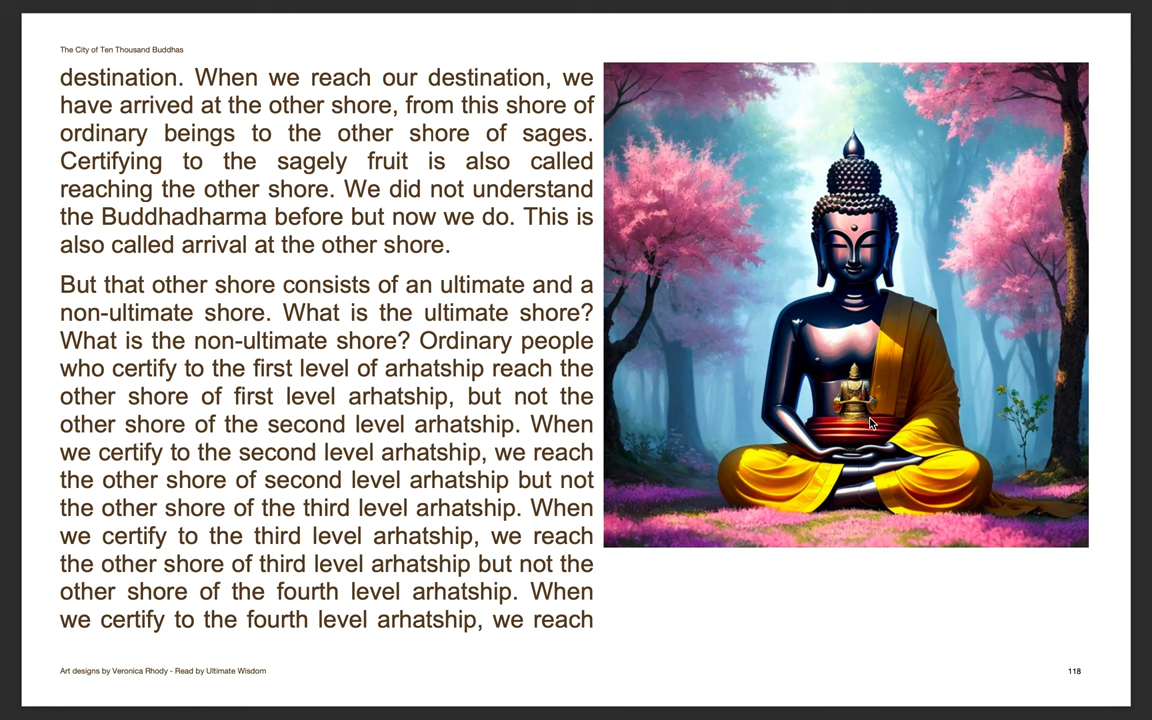 The City of Ten Thousand Buddhas
destination. When we reach our destination, we
have arrived at the other shore, from this shore of
ordinary beings to the other shore of sages.
Certifying to the sagely fruit is also called
reaching the other shore. We did not understand
the Buddhadharma before but now we do. This is
also called arrival at the other shore.
But that other shore consists of an ultimate and a
non-ultimate shore. What is the ultimate shore?
What is the non-ultimate shore? Ordinary people
who certify to the first level of arhatship reach the
other shore of first level arhatship, but not the
other shore of the second level arhatship. When
we certify to the second level arhatship, we reach
the other shore of second level arhatship but not
the other shore of the third level arhatship. When
we certify to the third level arhatship, we reach
the other shore of third level arhatship but not the
other shore of the fourth level arhatship. When
we certify to the fourth level arhatship, we reach
Art designs by Veronica Rhody - Read by Ultimate Wisdom
118